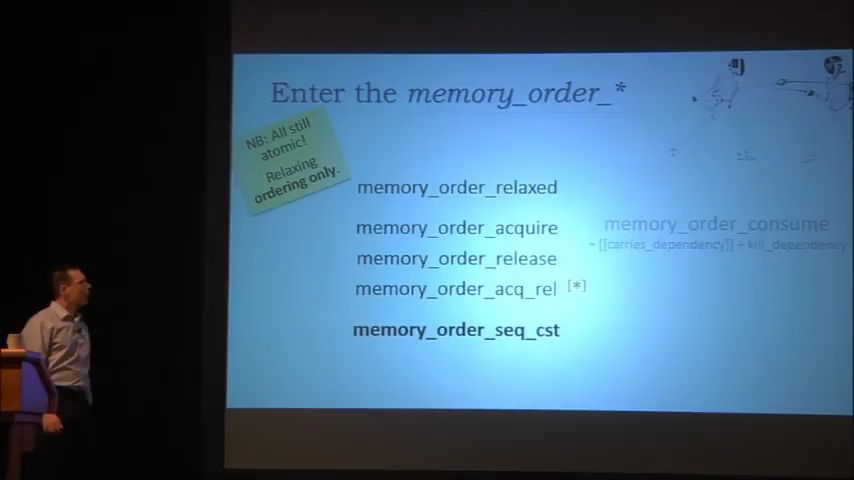 Enter the memory_order_*
NB: All still
atomic!
Relaxing
ordering only.
memory_order_relaxed
memory_order_acquire
memory_order_release
memory_order_acq_rel [*]
memory_order_seq_cst
memory_order_consume
+ [[carries_dependency]] + kill_dependency